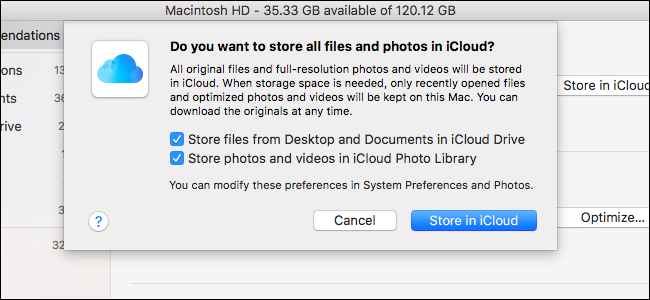 Macintosh HD - 35.33 GB available of 120.12 GB
endations
Do you want to store all files and photos in iCloud?
All original files and full-resolution photos and videos will be stored
in iCloud. When storage space is needed, only recently opened files
and optimized photos and videos will be kept on this Mac. You can
download the originals at any time.
ons 13
Store in iCloud
nts 36
rive 2
Store files from Desktop and Documents in iCloud Drive
Store photos and videos in iCloud Photo Library
You can modify these preferences in System Preferences and Photos.
3
? Cancel Store in iCloud
Optimize...
32